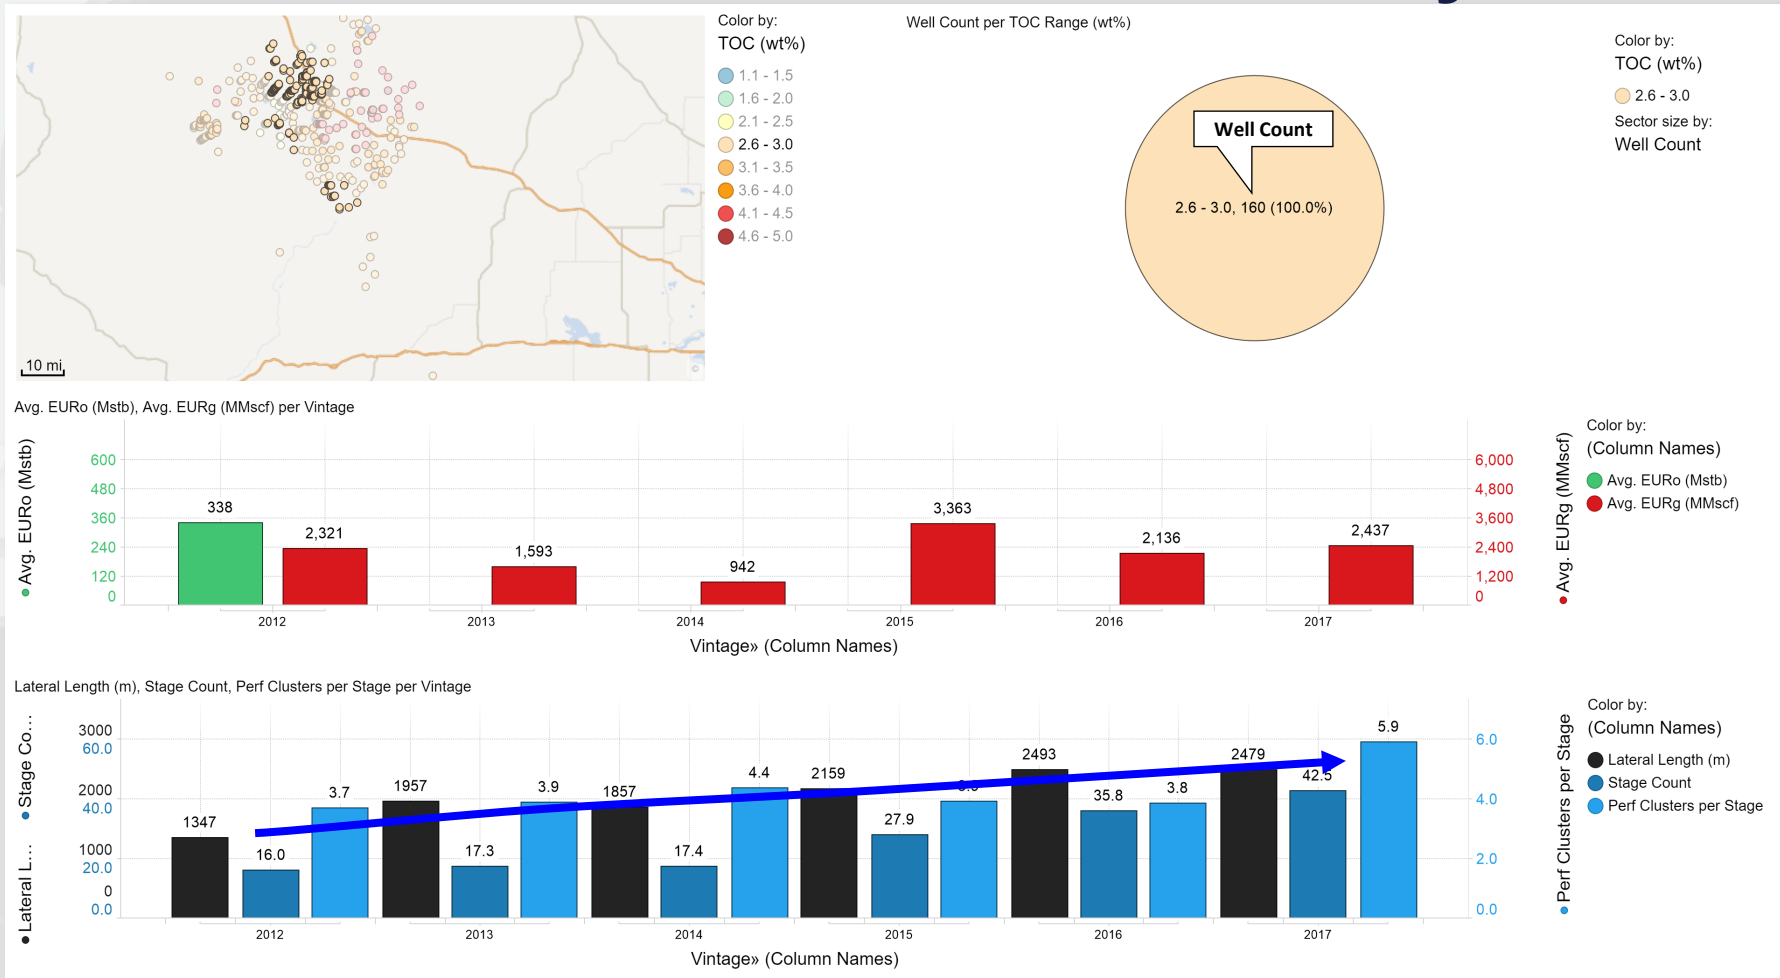 Color by:
TOC (wt%)
1.1 - 1.5
1.6 - 2.0
2.1 - 2.5
2.6 - 3.0
3.1 - 3.5
3.6 - 4.0
4.1 - 4.5
4.6 - 5.0
10 mi
©
Well Count per TOC Range (wt%)
Well Count
2.6 - 3.0, 160 (100.0%)
Color by:
TOC (wt%)
2.6 - 3.0
Sector size by:
Well Count
Avg. EURo (Mstb), Avg. EURg (MMscf) per Vintage
Avg. EURo (Mstb)
600
480
360
240
120
0
338
2,321
1,593
942
3,363
2,136
2,437
6,000
4,800
3,600
2,400
1,200
0
Avg. EURg (MMscf)
2012
2013
2014
2015
2016
2017
Vintage» (Column Names)
Color by:
(Column Names)
Avg. EURo (Mstb)
Avg. EURg (MMscf)
Lateral Length (m), Stage Count, Perf Clusters per Stage per Vintage
Stage Co...
Lateral L...
3000
60.0
2000
40.0
1000
20.0
0
0.0
1347
16.0
3.7
1957
17.3
3.9
1857
17.4
4.4
2159
27.9
2493
35.8
3.8
2479
42.5
5.9
6.0
4.0
2.0
0.0
Perf Clusters per Stage
2012
2013
2014
2015
2016
2017
Vintage» (Column Names)
Color by:
(Column Names)
Lateral Length (m)
Stage Count
Perf Clusters per Stage